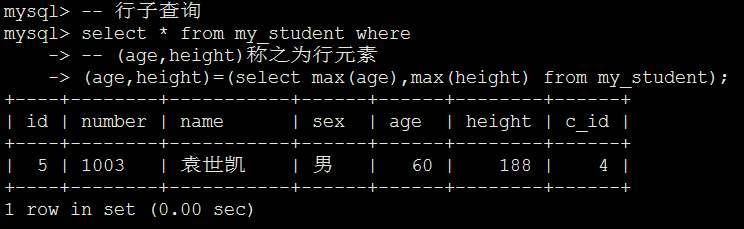 mysql> -- 行子查询
mysql> select * from my_student where
    -> -- (age,height)称之为行元素
    -> (age,height)=(select max(age),max(height) from my_student);
+----+--------+-----------+------+------+--------+------+
| id | number | name      | sex  | age  | height | c_id |
+----+--------+-----------+------+------+--------+------+
|  5 | 1003   | 袁世凯    | 男   |   60 |    188 |    4 |
+----+--------+-----------+------+------+--------+------+
1 row in set (0.00 sec)